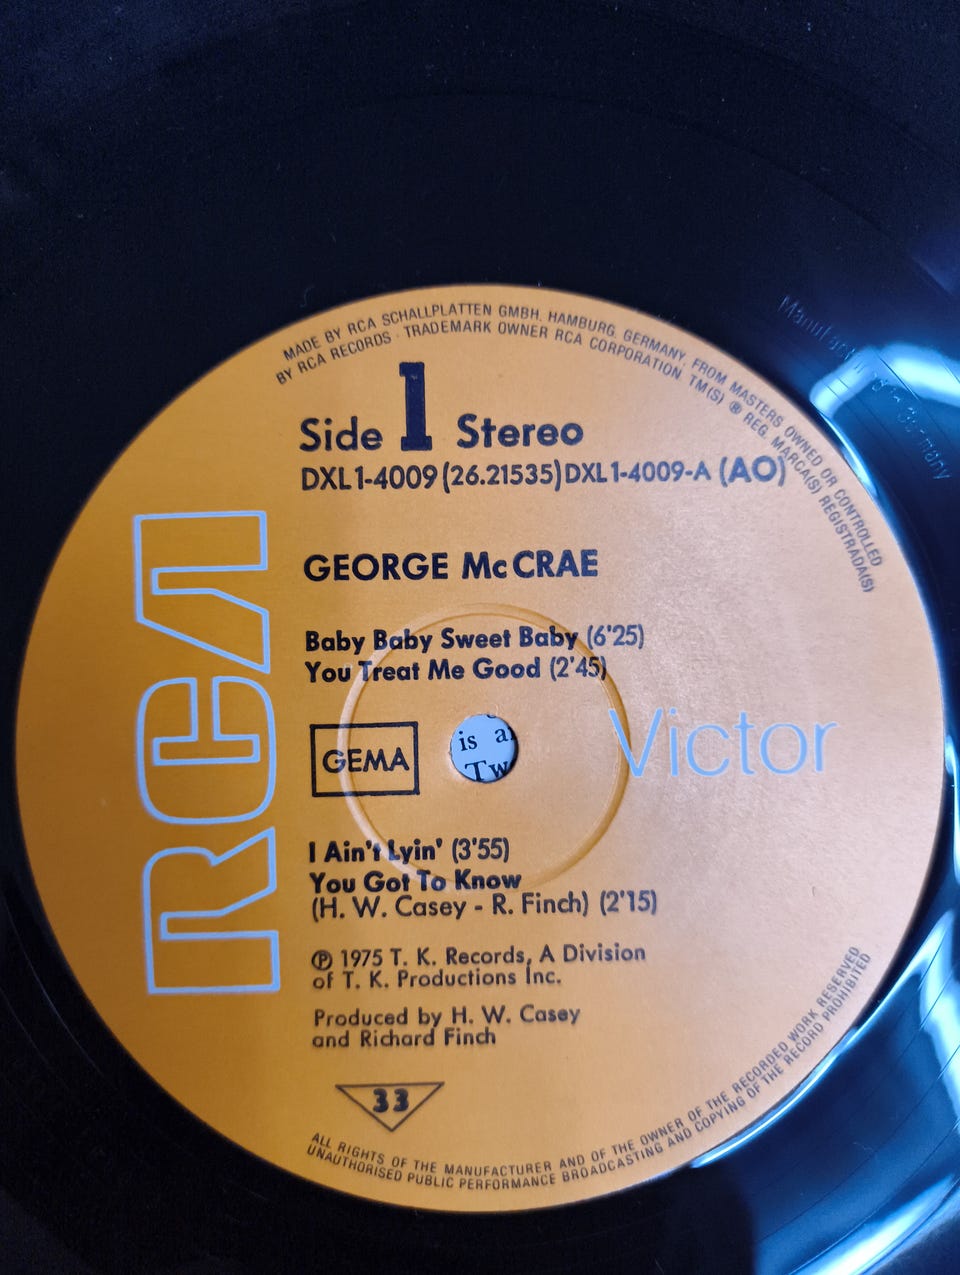 MADE BY RCA SCHALLPLATTEN GMBH, HAMBURG, GERMANY, FROM MASTERS OWNED OR CONTROLLED
BY RCA RECORDS · TRADEMARK OWNER RCA CORPORATION TM(S) ® REG. MARCA(S) REGISTRADA(S)
Side 1 Stereo
DXL1-4009 (26.21535) DXL1-4009-A (AO)
GEORGE McCRAE
Baby Baby Sweet Baby (6'25)
You Treat Me Good (2'45)
RCA
GEMA
is a
Tw
Victor
I Ain't Lyin' (3'55)
You Got To Know
(H. W. Casey - R. Finch) (2'15)
℗ 1975 T. K. Records, A Division
of T. K. Productions Inc.
Produced by H. W. Casey
and Richard Finch
33
ALL RIGHTS OF THE MANUFACTURER AND OF THE OWNER OF THE RECORDED WORK RESERVED
UNAUTHORISED PUBLIC PERFORMANCE BROADCASTING AND COPYING OF THE RECORD PROHIBITED
Germany